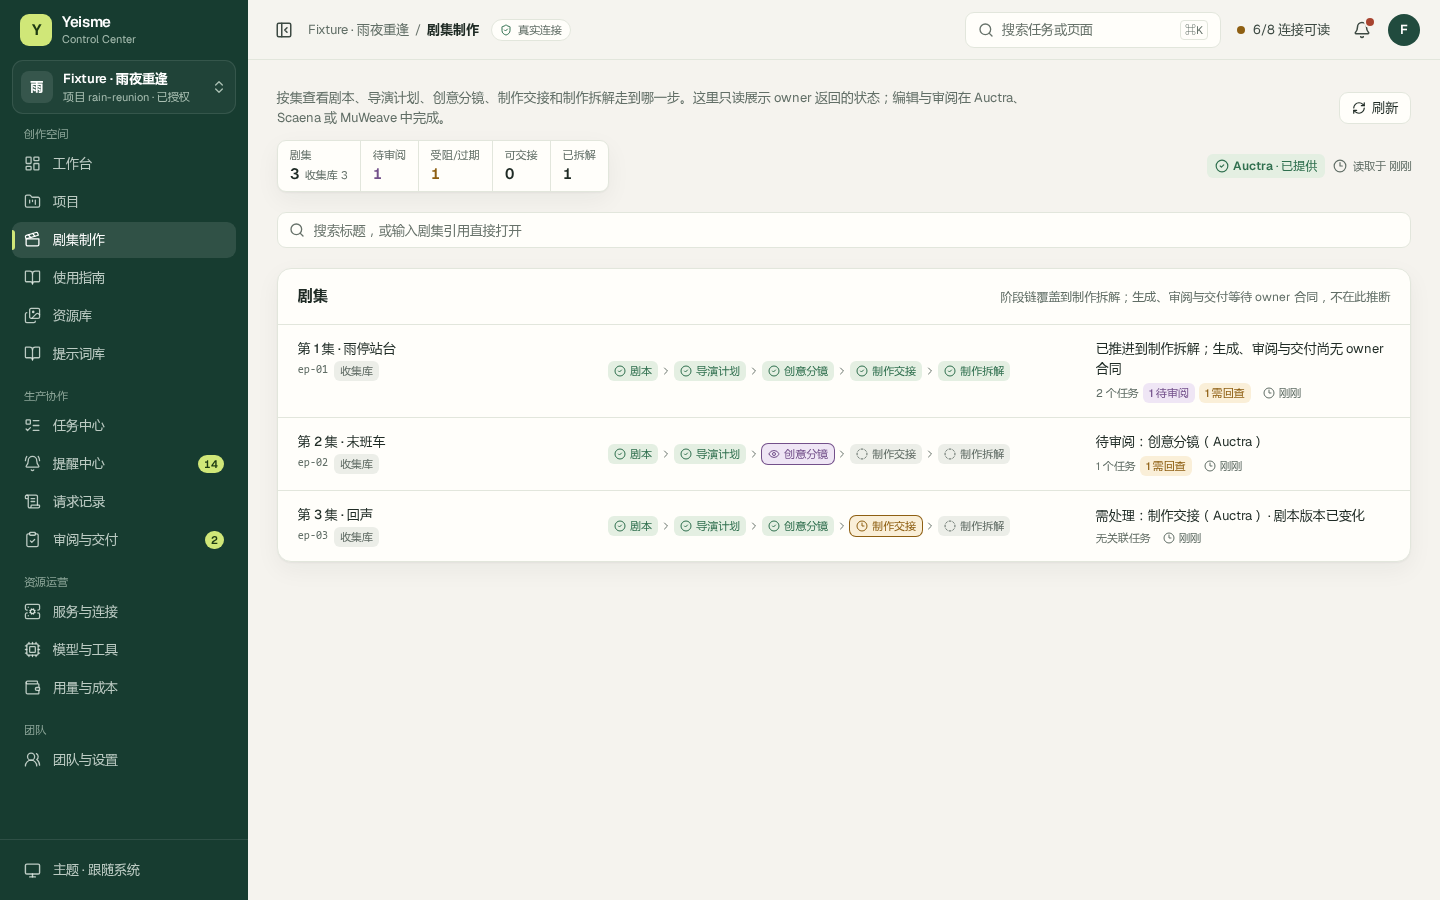 Y
Yeisme
Control Center
雨
Fixture · 雨夜重逢
项目 rain-reunion · 已授权
创作空间
工作台
项目
剧集制作
使用指南
资源库
提示词库
生产协作
任务中心
提醒中心 14
请求记录
审阅与交付 2
资源运营
服务与连接
模型与工具
用量与成本
团队
团队与设置
主题 · 跟随系统
Fixture · 雨夜重逢 / 剧集制作 真实连接
搜索任务或页面 ⌘K
6/8 连接可读
F
按集查看剧本、导演计划、创意分镜、制作交接和制作拆解走到哪一步。这里只读展示 owner 返回的状态；编辑与审阅在 Auctra、
Scaena 或 MuWeave 中完成。
刷新
剧集 待审阅 受阻/过期 可交接 已拆解
3 收集库 3 1 1 0 1
Auctra · 已提供 读取于 刚刚
搜索标题，或输入剧集引用直接打开
剧集
阶段链覆盖到制作拆解；生成、审阅与交付等待 owner 合同，不在此推断
第 1 集 · 雨停站台
ep-01 收集库
剧本 导演计划 创意分镜 制作交接 制作拆解
已推进到制作拆解；生成、审阅与交付尚无 owner
合同
2 个任务 1 待审阅 1 需回查 刚刚
第 2 集 · 末班车
ep-02 收集库
剧本 导演计划 创意分镜 制作交接 制作拆解
待审阅：创意分镜（Auctra）
1 个任务 1 需回查 刚刚
第 3 集 · 回声
ep-03 收集库
剧本 导演计划 创意分镜 制作交接 制作拆解
需处理：制作交接（Auctra）· 剧本版本已变化
无关联任务 刚刚